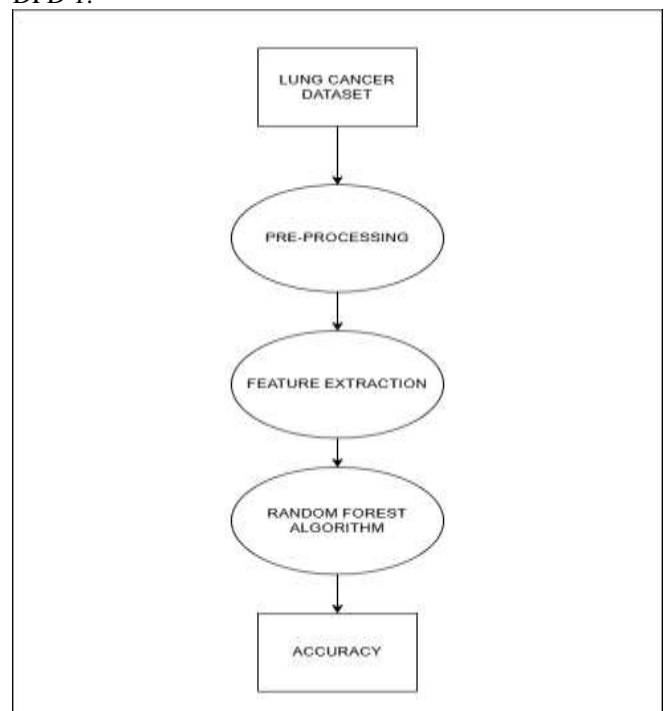 LUNG CANCER
DATASET
PRE-PROCESSING
FEATURE EXTRACTION
RANDOM FOREST
ALGORITHM
ACCURACY